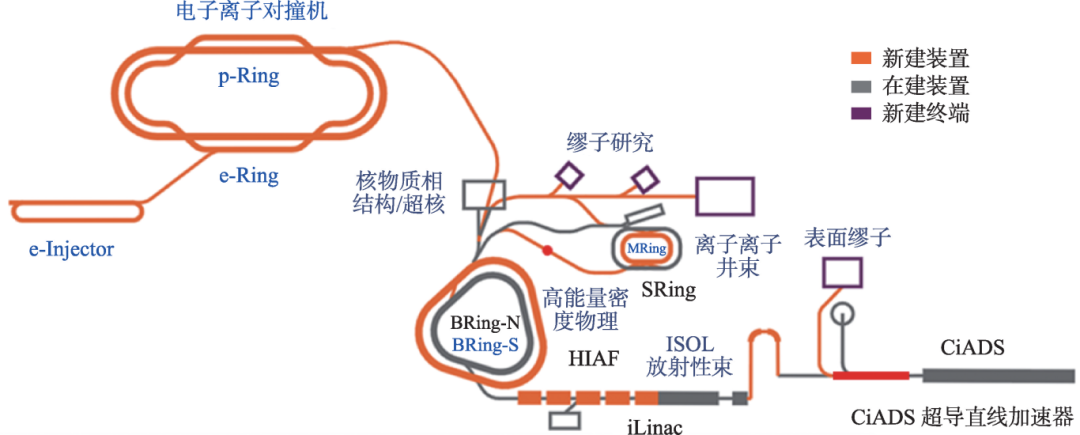 电子离子对撞机
p-Ring
e-Ring
e-Injector
新建装置
在建装置
新建终端
缪子研究
核物质相
结构/超核
MRing
SRing
离子离子
井束
表面缪子
高能量密
度物理
BRing-N
BRing-S
HIAF
ISOL
放射性束
iLinac
CiADS
CiADS 超导直线加速器